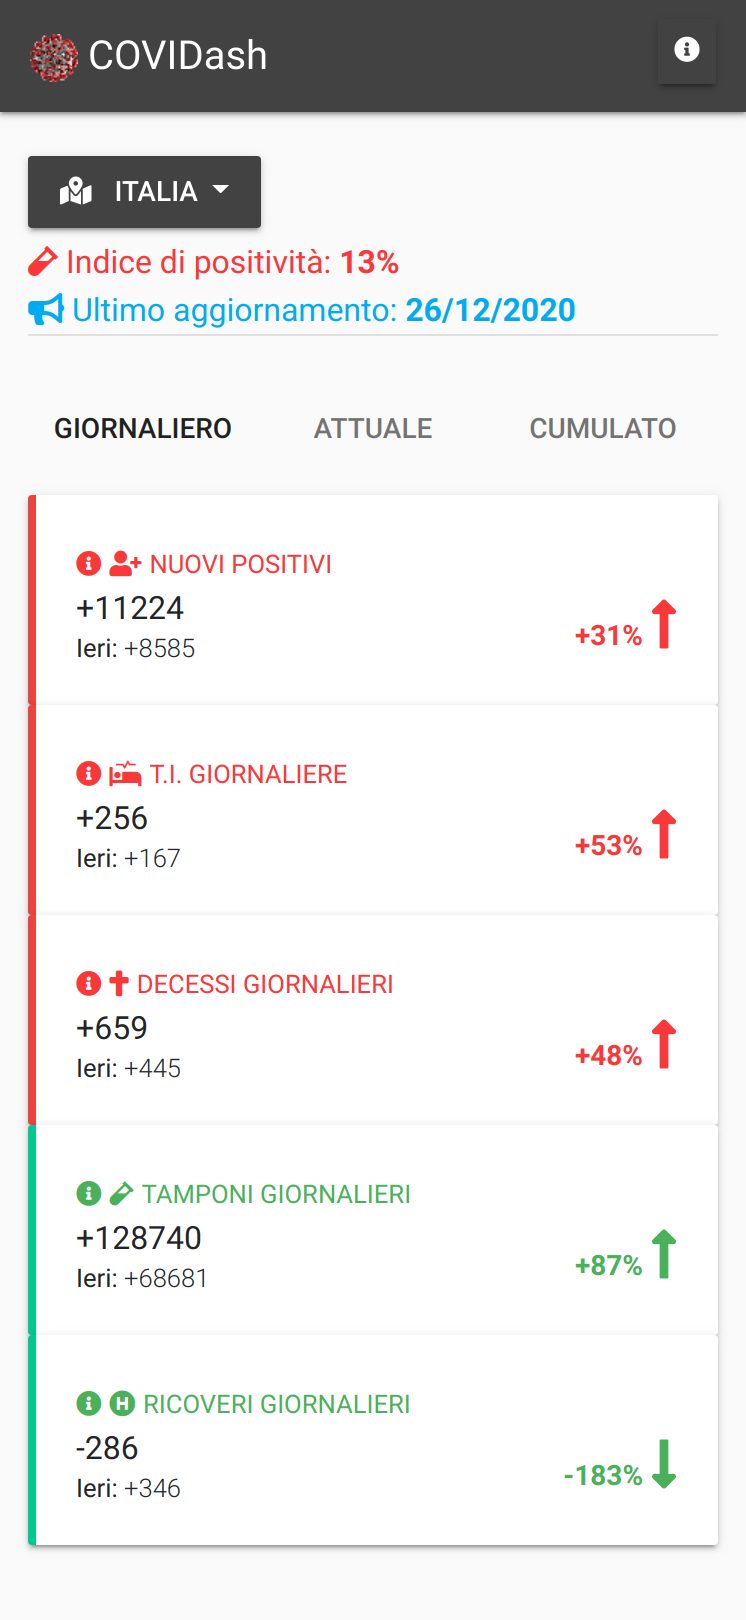 COVIDash
ITALIA
Indice di positività: 13%
Ultimo aggiornamento: 26/12/2020
GIORNALIERO ATTUALE CUMULATO
NUOVI POSITIVI
+11224
Ieri: +8585
+31%
T.I. GIORNALIERE
+256
Ieri: +167
+53%
DECESSI GIORNALIERI
+659
Ieri: +445
+48%
TAMPONI GIORNALIERI
+128740
Ieri: +68681
+87%
H RICOVERI GIORNALIERI
-286
Ieri: +346
-183%